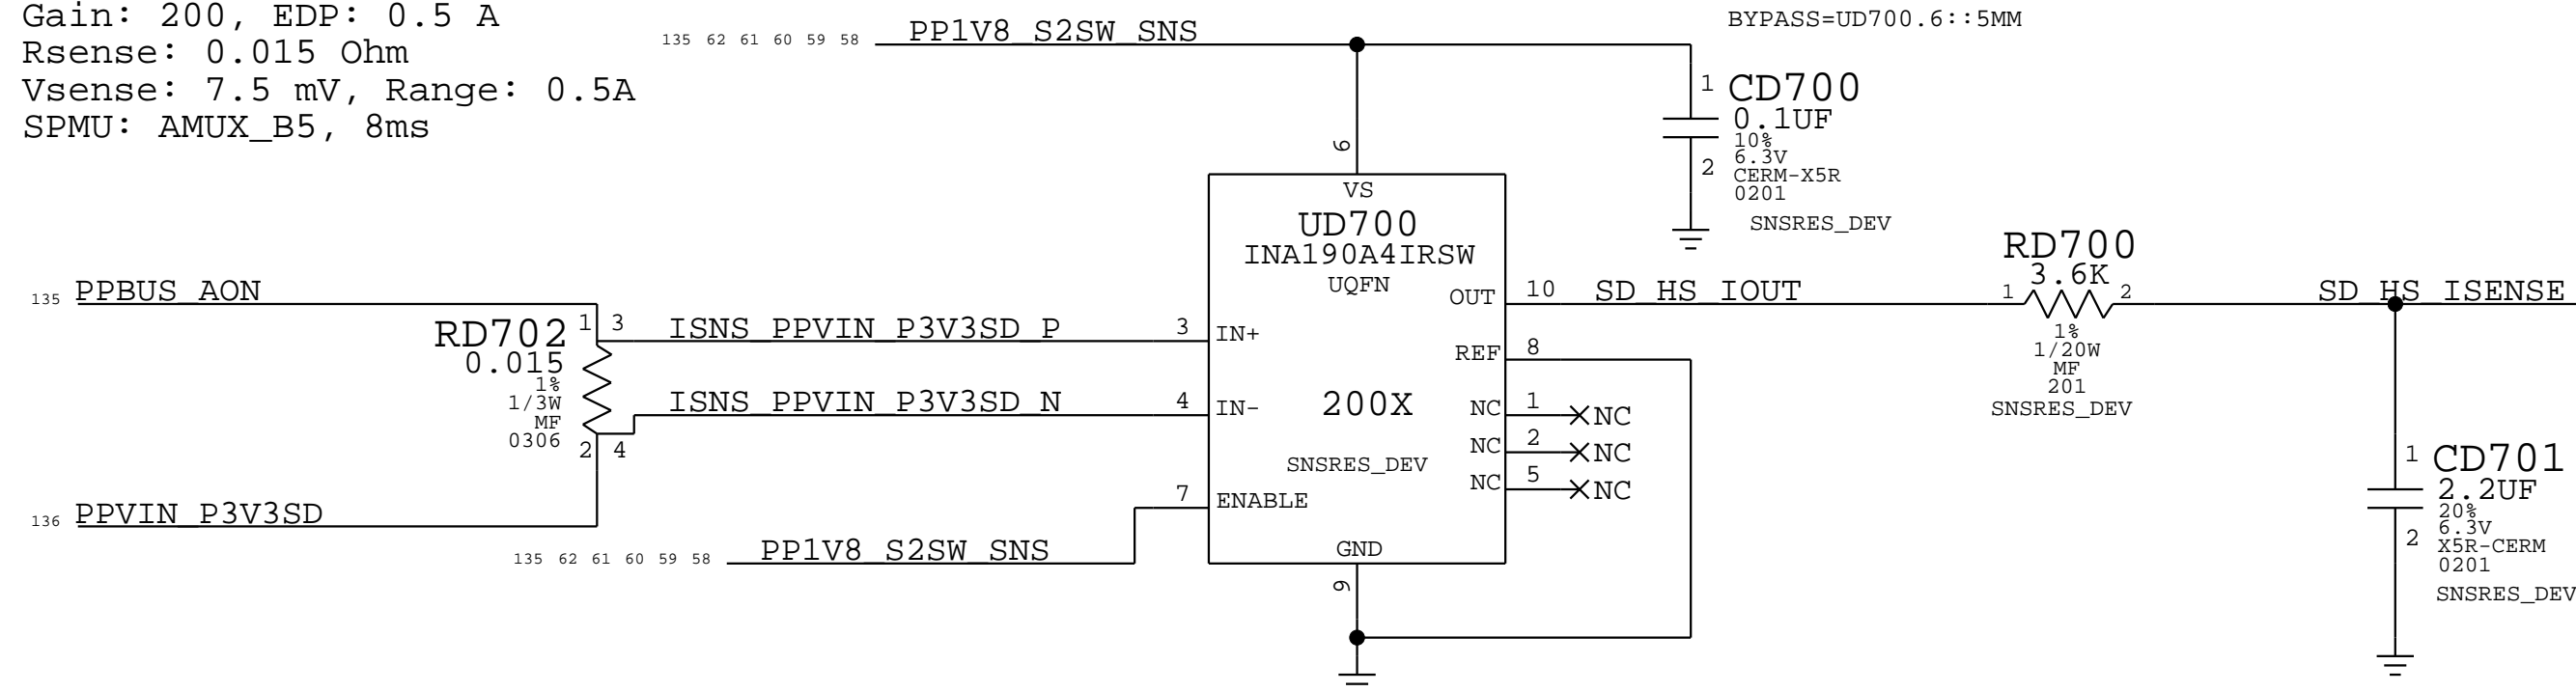 Gain: 200, EDP: 0.5 A
Rsense: 0.015 Ohm
Vsense: 7.5 mV, Range: 0.5A
SPMU: AMUX_B5, 8ms
135 62 61 60 59 58
PP1V8_S2SW_SNS
BYPASS=UD700.6::5MM
1
CD700
0.1UF
10%
6.3V
2
CERM-X5R
0201
SNSRES_DEV
6
VS
UD700
INA190A4IRSW
UQFN
135
PPBUS_AON
RD702
0.015
1%
1/3W
MF
0306
1
3
2
4
ISNS_PPVIN_P3V3SD_P
3
IN+
ISNS_PPVIN_P3V3SD_N
4
IN-
200X
SNSRES_DEV
136
PPVIN_P3V3SD
7
ENABLE
135 62 61 60 59 58
PP1V8_S2SW_SNS
GND
9
OUT
10
SD_HS_IOUT
REF
8
NC
1
NC
NC
2
NC
NC
5
NC
RD700
3.6K
1
2
1%
1/20W
MF
201
SNSRES_DEV
SD_HS_ISENSE
1
CD701
2.2UF
20%
6.3V
2
X5R-CERM
0201
SNSRES_DEV